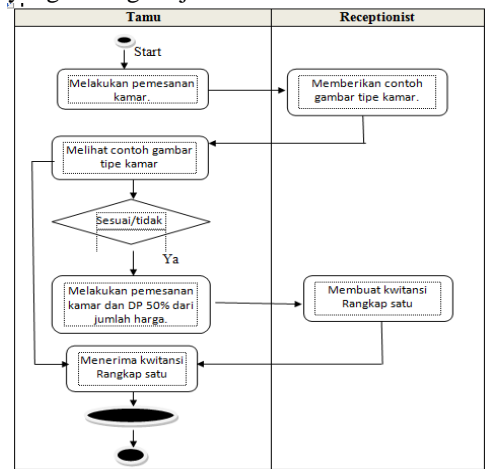 Tamu
Receptionist
Start
Melakukan pemesanan
kamar.
Memberikan contoh
gambar tipe kamar.
Melihat contoh gambar
tipe kamar
Sesuai/tidak
Ya
Melakukan pemesanan
kamar dan DP 50% dari
jumlah harga.
Membuat kwitansi
Rangkap satu
Menerima kwitansi
Rangkap satu